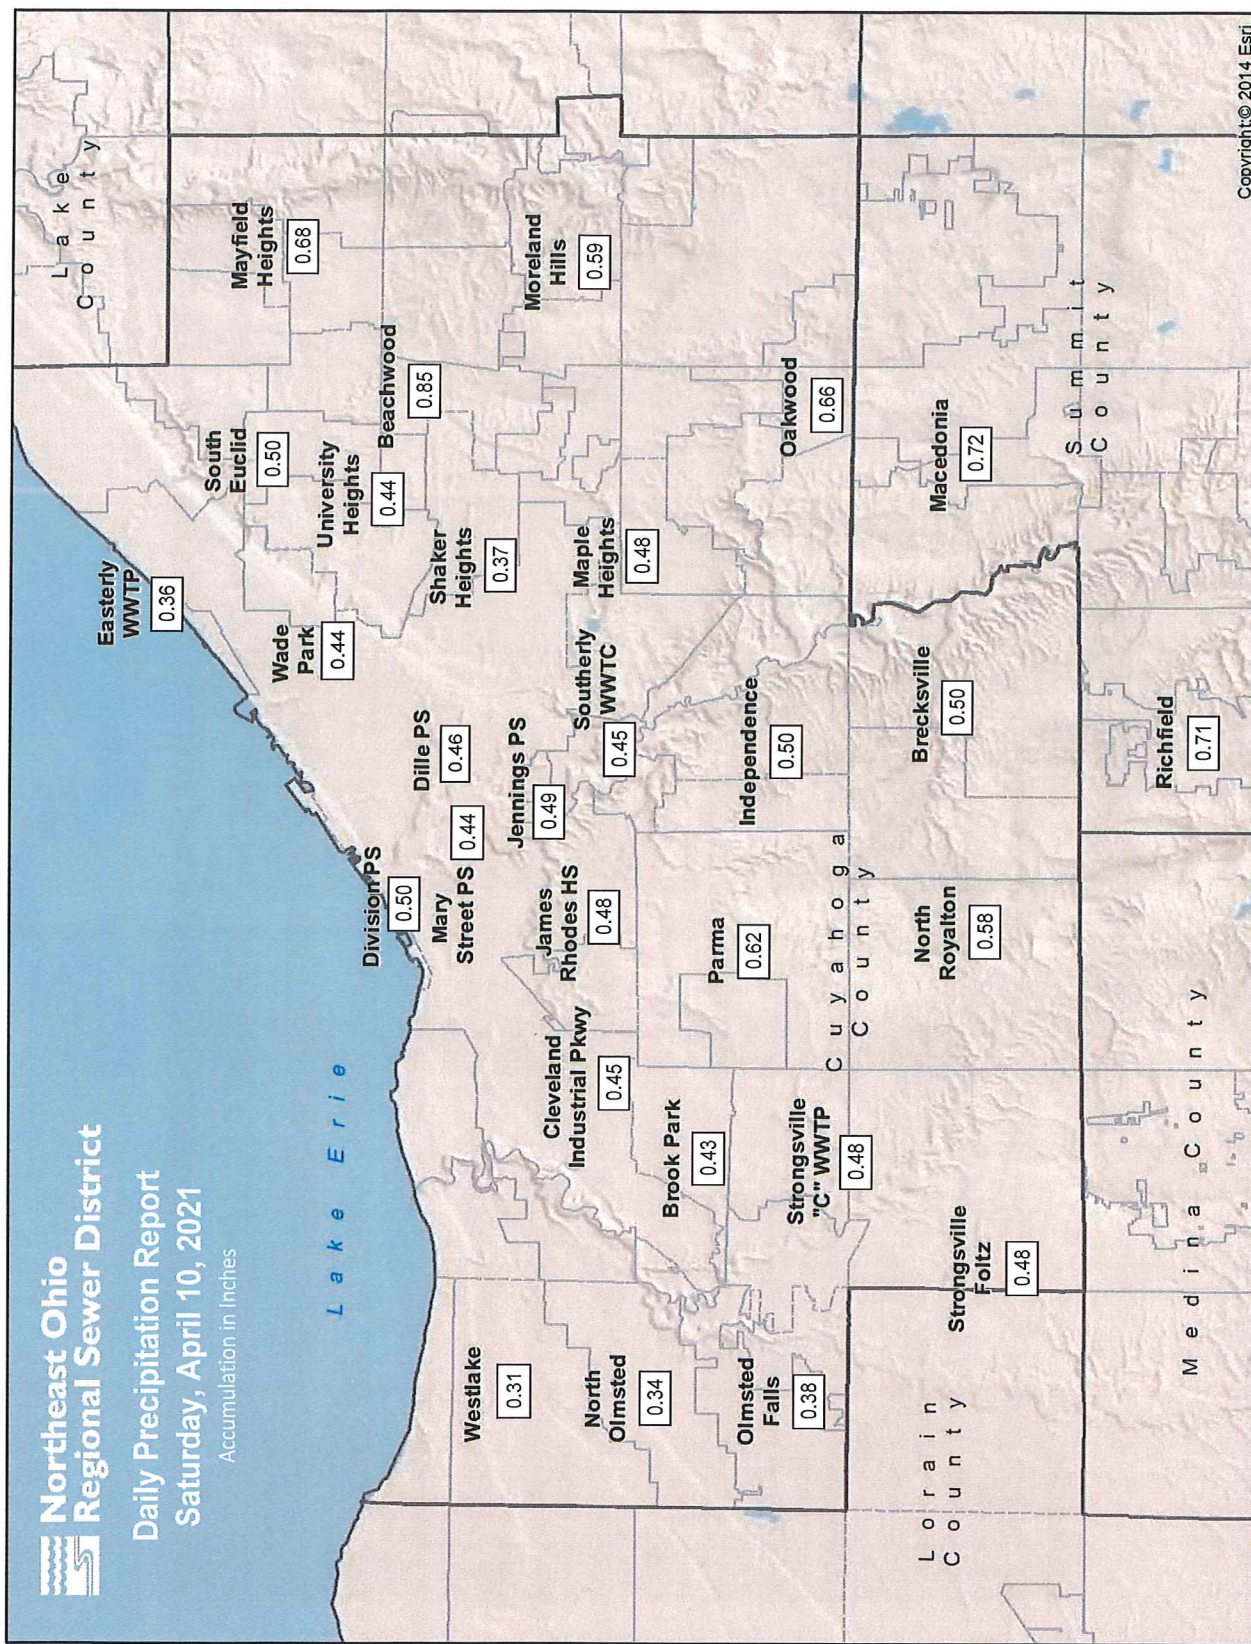 Northeast Ohio
Regional Sewer District
Daily Precipitation Report
Saturday, April 10, 2021
Accumulation in Inches
Lake Erie
Lake
County
Easterly
WWTP
0.36
South
Euclid
0.50
Mayfield
Heights
0.68
Wade
Park
0.44
University
Heights
0.44
Beachwood
0.85
Division PS
0.50
Dille PS
0.46
Mary
Street PS
0.44
Shaker
Heights
0.37
Moreland
Hills
0.59
Westlake
0.31
Jennings PS
0.49
James
Rhodes HS
0.48
Cleveland
Industrial Pkwy
0.45
Southerly
WWTC
0.45
Maple
Heights
0.48
North
Olmsted
0.34
Brook Park
0.43
Parma
0.62
Independence
0.50
Oakwood
0.66
Olmsted
Falls
0.38
Strongsville
"C" WWTP
0.48
Cuyahoga
County
Lorain
County
Strongsville
Foltz
0.48
North
Royalton
0.58
Brecksville
0.50
Macedonia
0.72
Summit
County
Medina County
Richfield
0.71
Copyright:© 2014 Esri